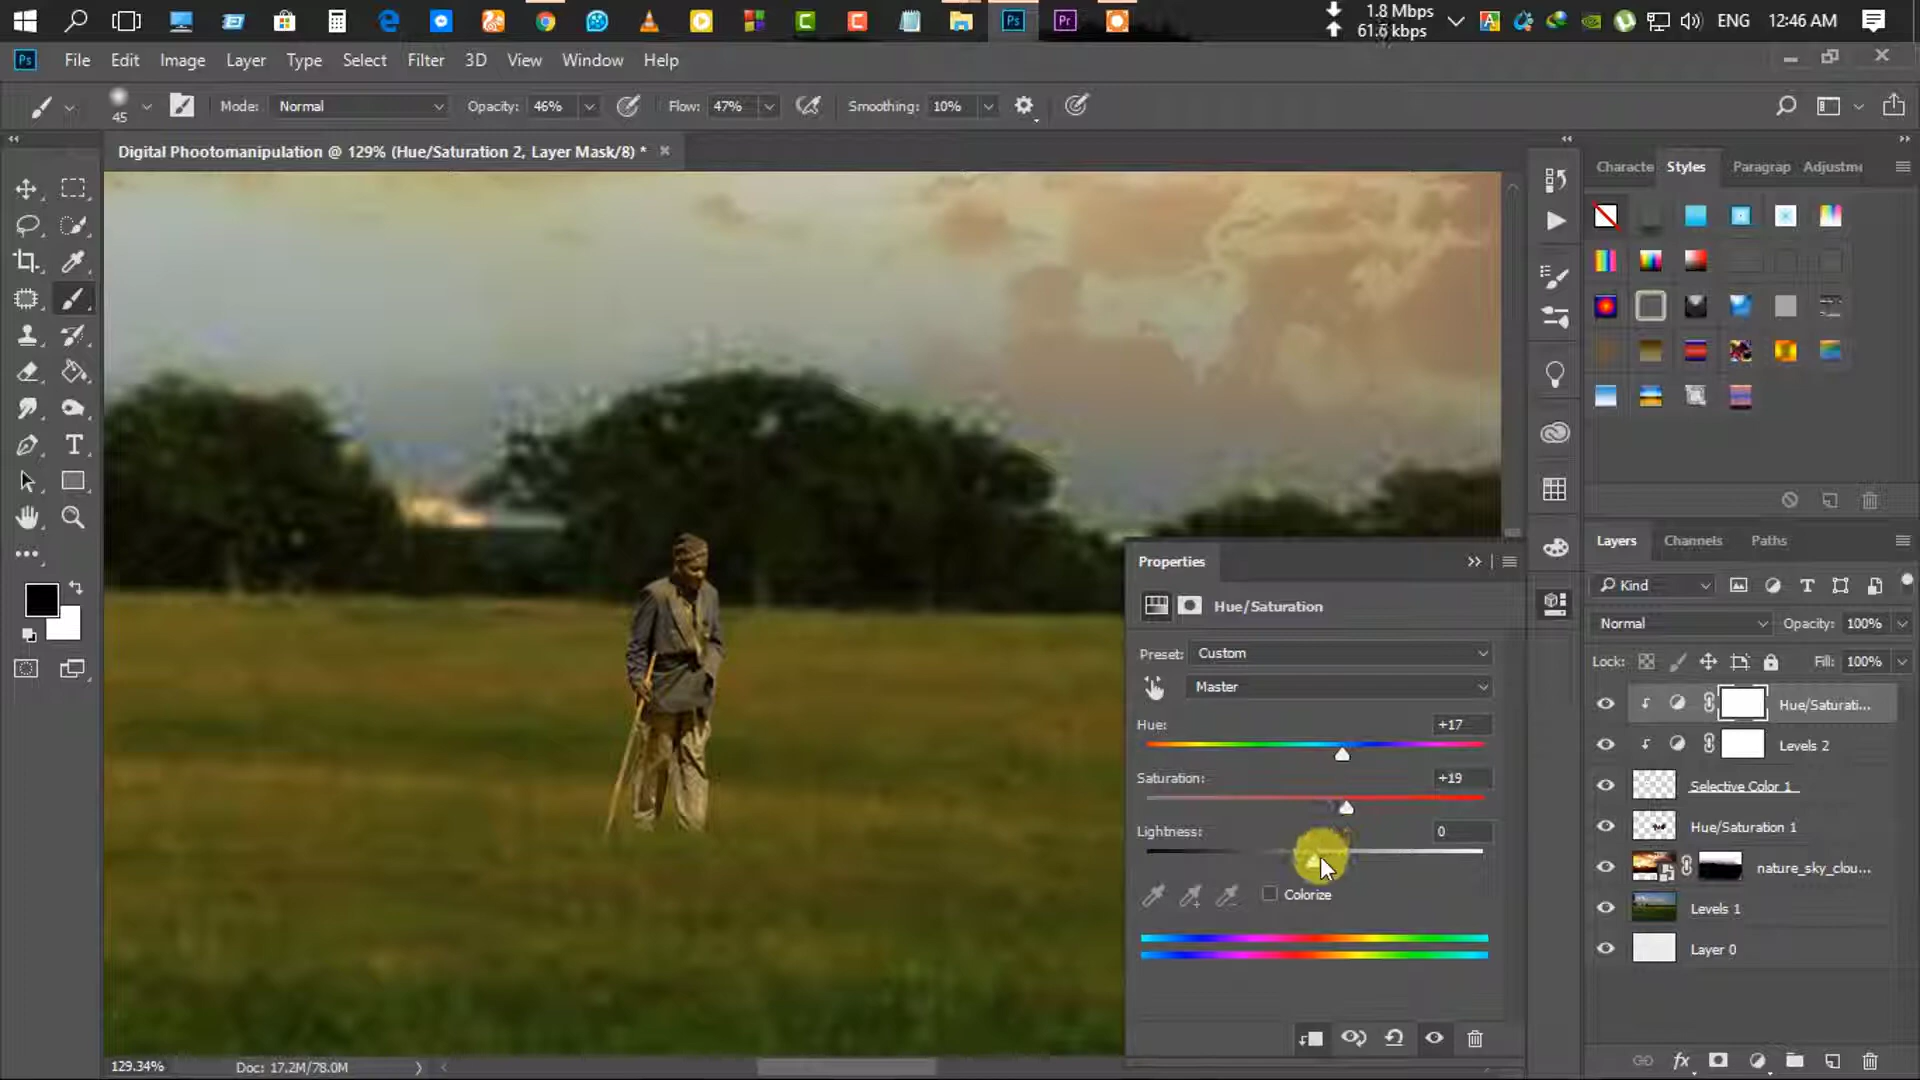 1.8 Mbps
61.6 kbps
ENG
12:46 AM
Ps
File Edit Image Layer Type Select Filter 3D View Window Help
45
Mode: Normal
Opacity: 46%
Flow: 47%
Smoothing: 10%
Digital Phootomanipulation @ 129% (Hue/Saturation 2, Layer Mask/8) *
Characte Styles Paragrap Adjustme
Properties
Hue/Saturation
Preset: Custom
Master
Hue: +17
Saturation: +19
Lightness: 0
Colorize
Layers Channels Paths
Kind
Normal Opacity: 100%
Lock: Fill: 100%
Hue/Saturati...
Levels 2
Selective Color 1
Hue/Saturation 1
nature_sky_clou...
Levels 1
Layer 0
129.34% Doc: 17.2M/78.0M